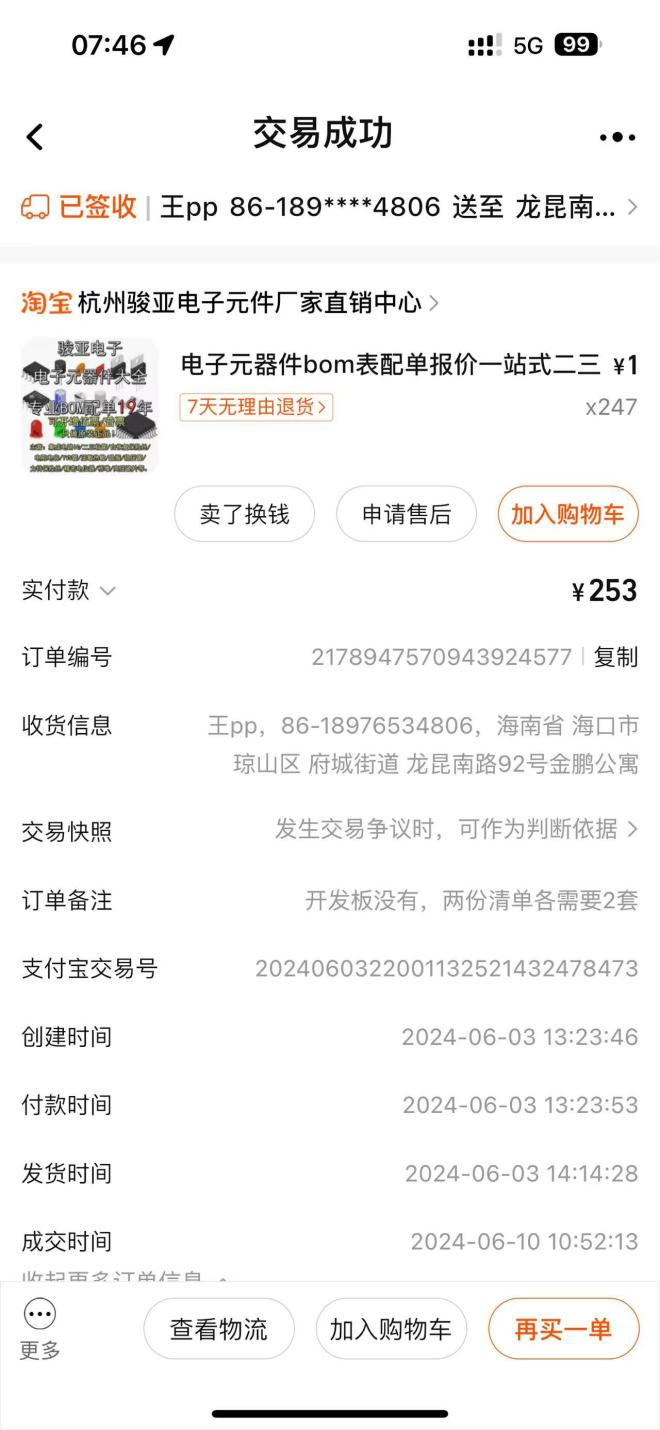 07:46
5G 99
交易成功
已签收 | 王pp 86-189****4806 送至 龙昆南...
淘宝 杭州骏亚电子元件厂家直销中心
骏亚电子
电子元器件大全
专业BOM配单19年
电子元器件bom表配单报价一站式二三 ¥1
7天无理由退货
x247
卖了换钱 申请售后 加入购物车
实付款 ¥253
订单编号 2178947570943924577 | 复制
收货信息 王pp，86-18976534806，海南省 海口市
琼山区 府城街道 龙昆南路92号金鹏公寓
交易快照 发生交易争议时，可作为判断依据
订单备注 开发板没有，两份清单各需要2套
支付宝交易号 2024060322001132521432478473
创建时间 2024-06-03 13:23:46
付款时间 2024-06-03 13:23:53
发货时间 2024-06-03 14:14:28
成交时间 2024-06-10 10:52:13
收起更多订单信息
更多 查看物流 加入购物车 再买一单